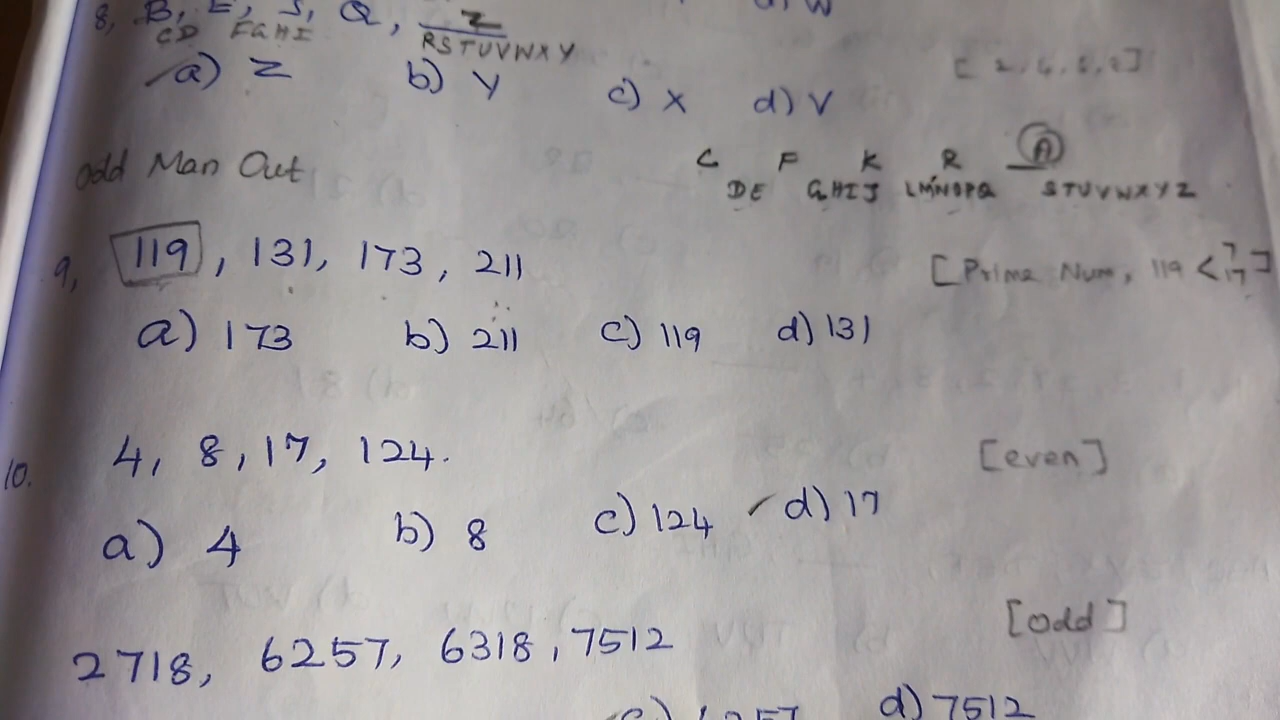 8, B, E, J, Q, Z
CD FGHI RSTUVWXY
a) Z b) Y c) X d) V
Odd Man Out
C F K R A
DE GHIJ LMNOPQ STUVWXYZ
9, 119, 131, 173, 211 [Prime Num, 119 < 7 17]
a) 173 b) 211 c) 119 d) 131
10. 4, 8, 17, 124. [even]
a) 4 b) 8 c) 124 d) 17
2718, 6257, 6318, 7512 [odd]
c) 6257 d) 7512